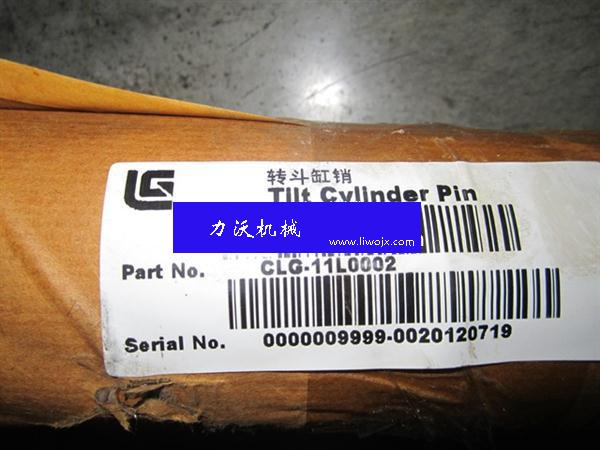 LG
转斗缸销
Tilt Cylinder Pin
力沃机械
www.liwojx.com
Part No. CLG-11L0002
Serial No. 0000009999-0020120719